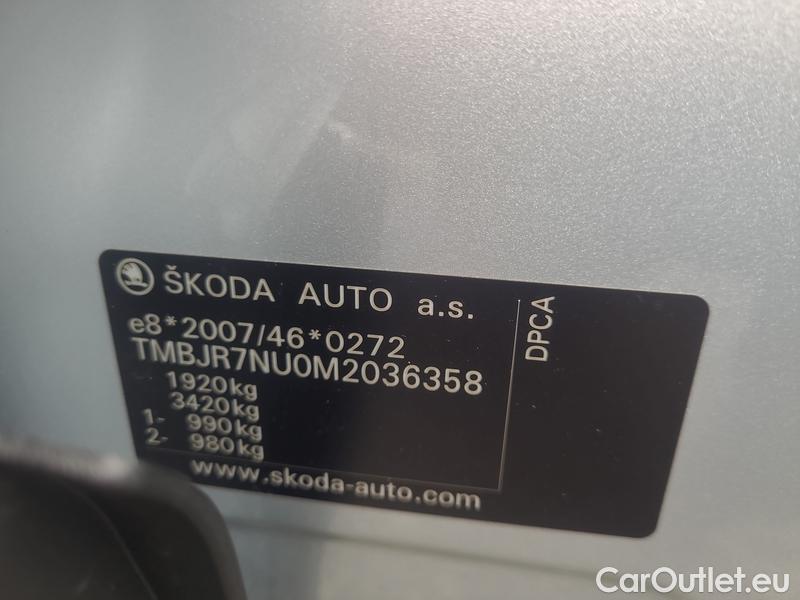 ŠKODA AUTO a.s.
e8*2007/46*0272
TMBJR7NU0M2036358
1920kg
3420kg
1- 990kg
2- 980kg
www.skoda-auto.com
DPCA
CarOutlet.eu